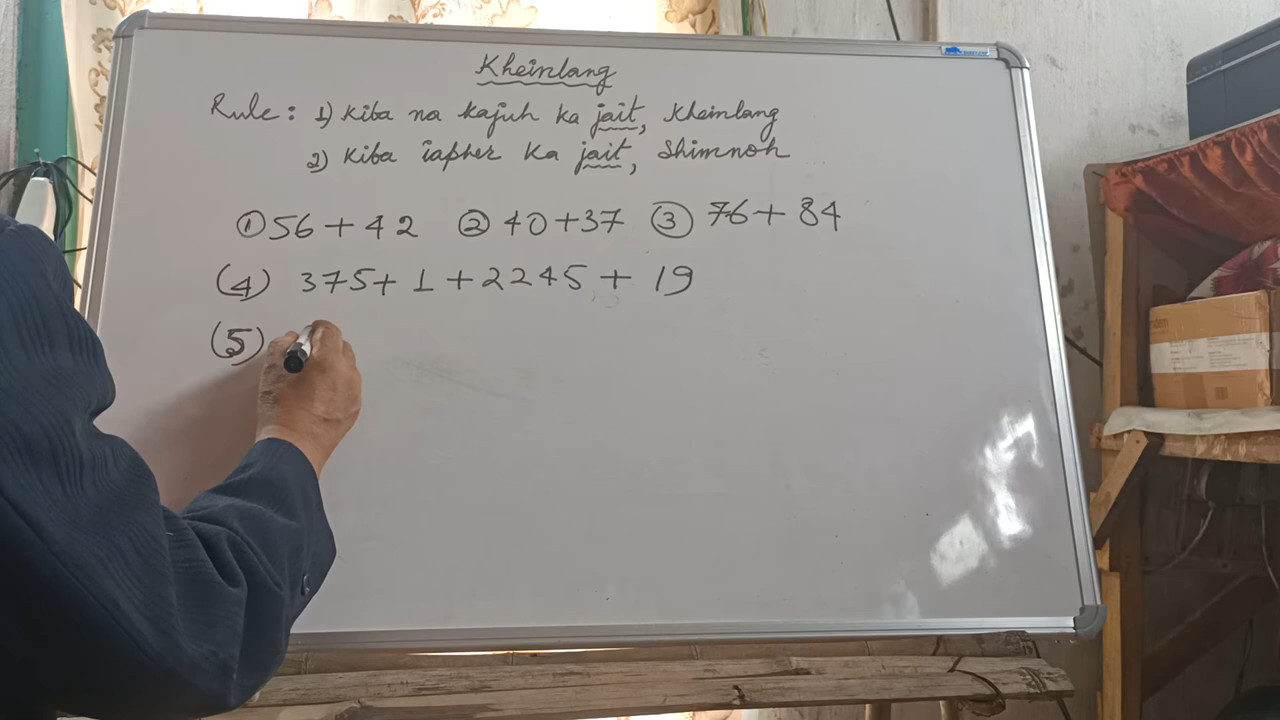 Kheinlang
Rule: 1) Kiba na kajuh ka jait, Kheinlang
2) Kiba iapher ka jait, Shimnoh
① 56 + 42 ② 40 + 37 ③ 76 + 84
(4) 375 + 1 + 2245 + 19
(5)